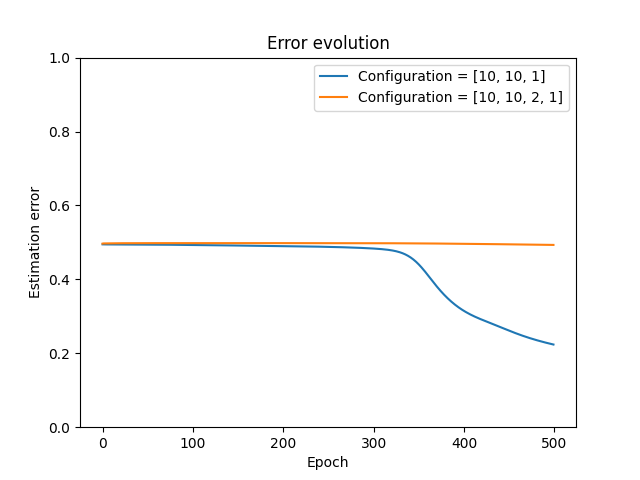 Error evolution
Configuration = [10, 10, 1]
Configuration = [10, 10, 2, 1]
1.0
0.8
0.6
0.4
0.2
0.0
Estimation error
0 100 200 300 400 500
Epoch